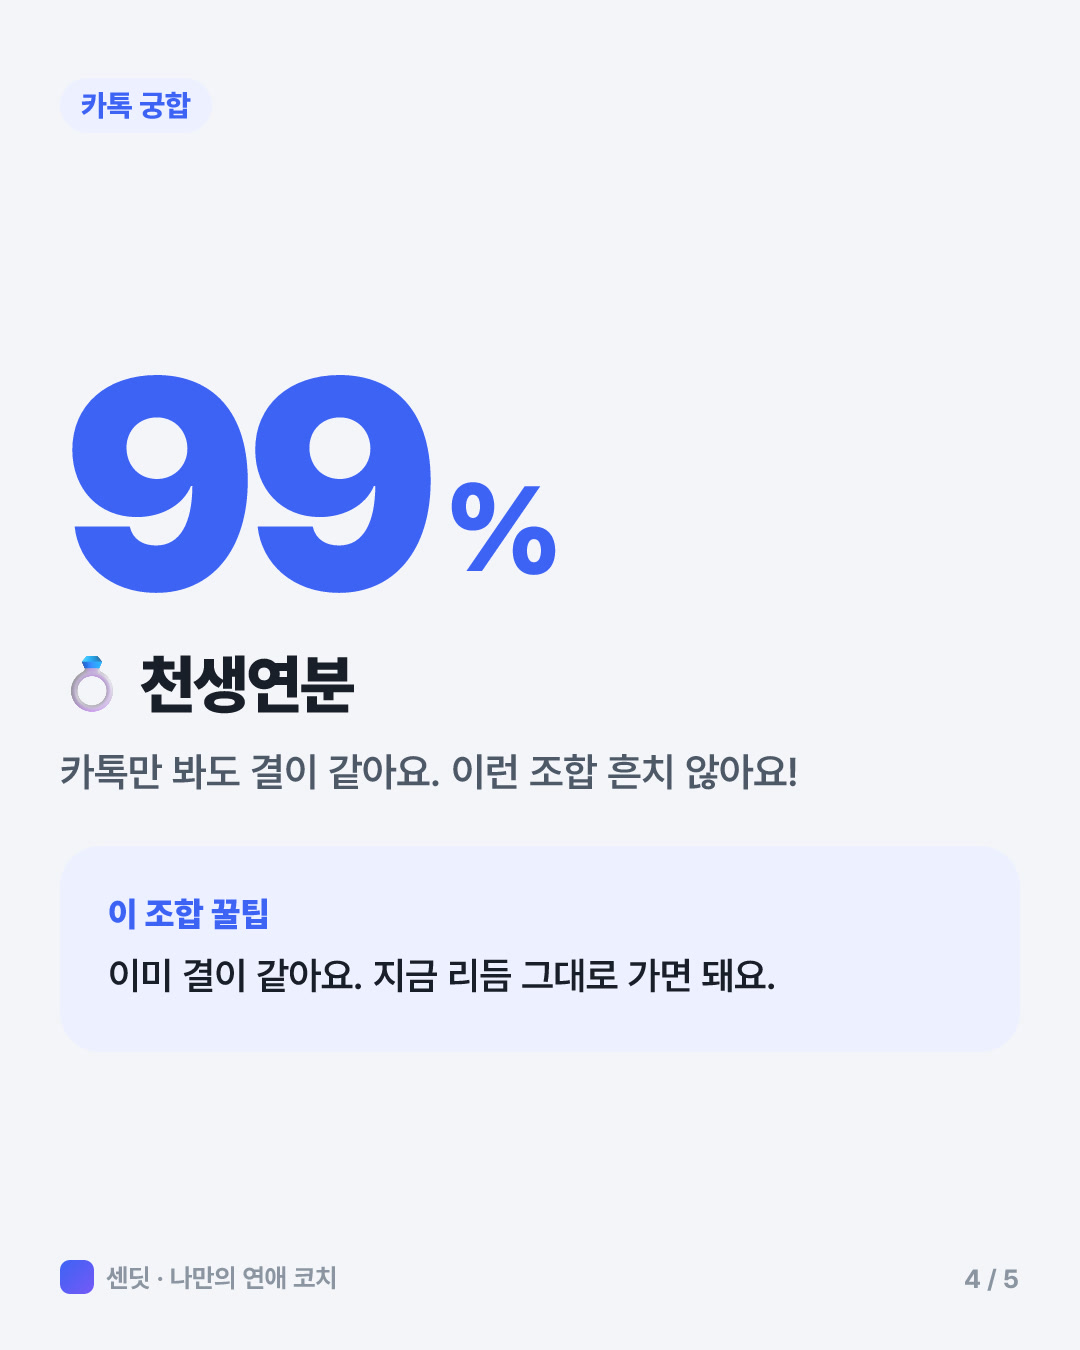 카톡 궁합
99%
천생연분
카톡만 봐도 결이 같아요. 이런 조합 흔치 않아요!
이 조합 꿀팁
이미 결이 같아요. 지금 리듬 그대로 가면 돼요.
센딧 · 나만의 연애 코치
4 / 5